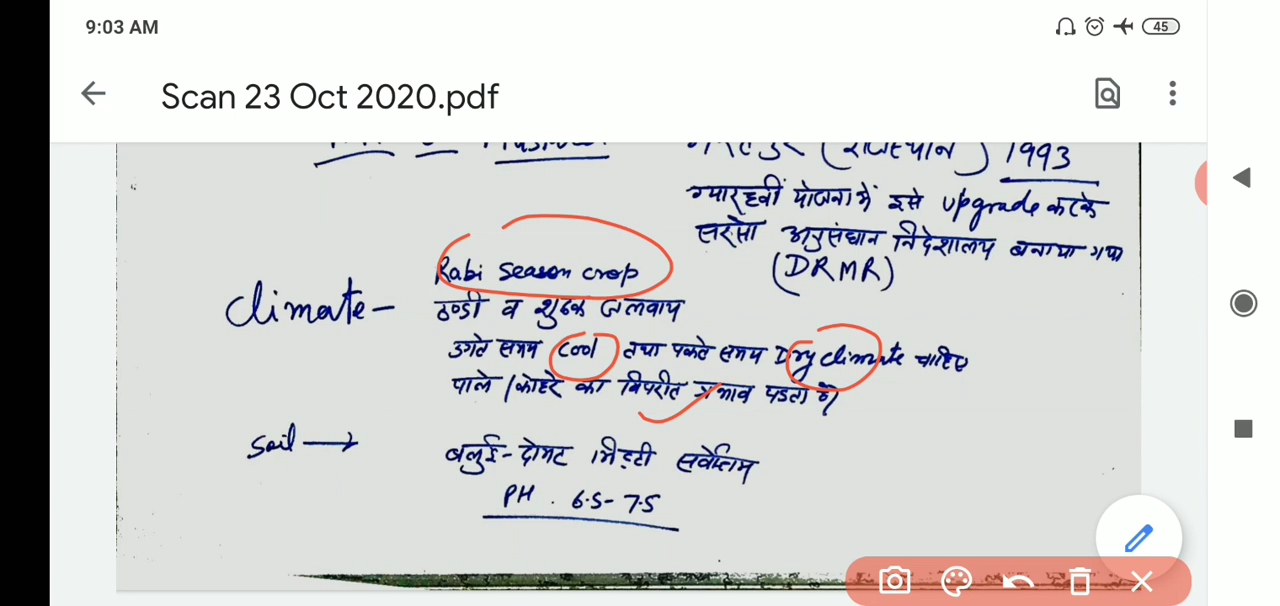 9:03 AM
45
Scan 23 Oct 2020.pdf
(राजस्थान) 1993
ग्यारहवीं योजना में इसे upgrade करके
सरसों अनुसंधान निदेशालय बनाया गया
(DRMR)
Rabi season crop
Climate - ठण्डी व शुष्क जलवायु
उगते समय cool तथा पकते समय Dry climate चाहिए
पाले / कोहरे का विपरीत प्रभाव पडता है
Soil → बलुई - दोमट मिट्टी सर्वोत्तम
PH . 6.5 - 7.5